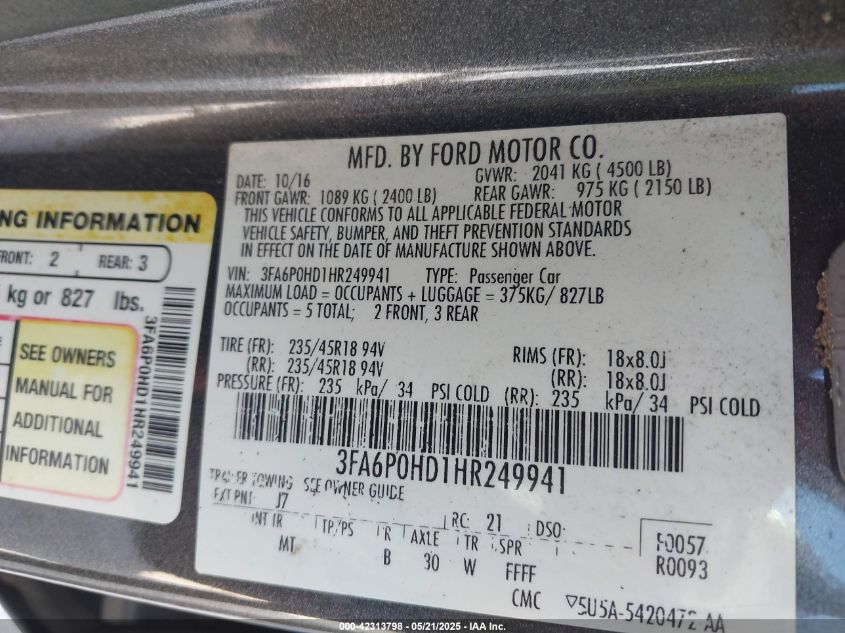 NG INFORMATION
FRONT: 2 REAR: 3
kg or 827 lbs.
SEE OWNERS
MANUAL FOR
ADDITIONAL
INFORMATION
3FA6P0HD1HR249941
MFD. BY FORD MOTOR CO.
DATE: 10/16 GVWR: 2041 KG ( 4500 LB)
FRONT GAWR: 1089 KG ( 2400 LB) REAR GAWR: 975 KG ( 2150 LB)
THIS VEHICLE CONFORMS TO ALL APPLICABLE FEDERAL MOTOR
VEHICLE SAFETY, BUMPER, AND THEFT PREVENTION STANDARDS
IN EFFECT ON THE DATE OF MANUFACTURE SHOWN ABOVE.
VIN: 3FA6P0HD1HR249941 TYPE: Passenger Car
MAXIMUM LOAD = OCCUPANTS + LUGGAGE = 375KG/ 827LB
OCCUPANTS = 5 TOTAL; 2 FRONT, 3 REAR
TIRE (FR): 235/45R18 94V RIMS (FR): 18x8.0J
(RR): 235/45R18 94V (RR): 18x8.0J
PRESSURE (FR): 235 kPa/ 34 PSI COLD (RR): 235 kPa/ 34 PSI COLD
3FA6P0HD1HR249941
TRAILER TOWING SEE OWNER GUIDE
EXT PNT: J7 RC: 21 DSO:
INT TR TP/PS R AXLE TR SPR
MT B 30 W FFFF
F0057
R0093
CMC ▽5U5A-5420472-AA
000-42313798 - 05/21/2025 - IAA Inc.